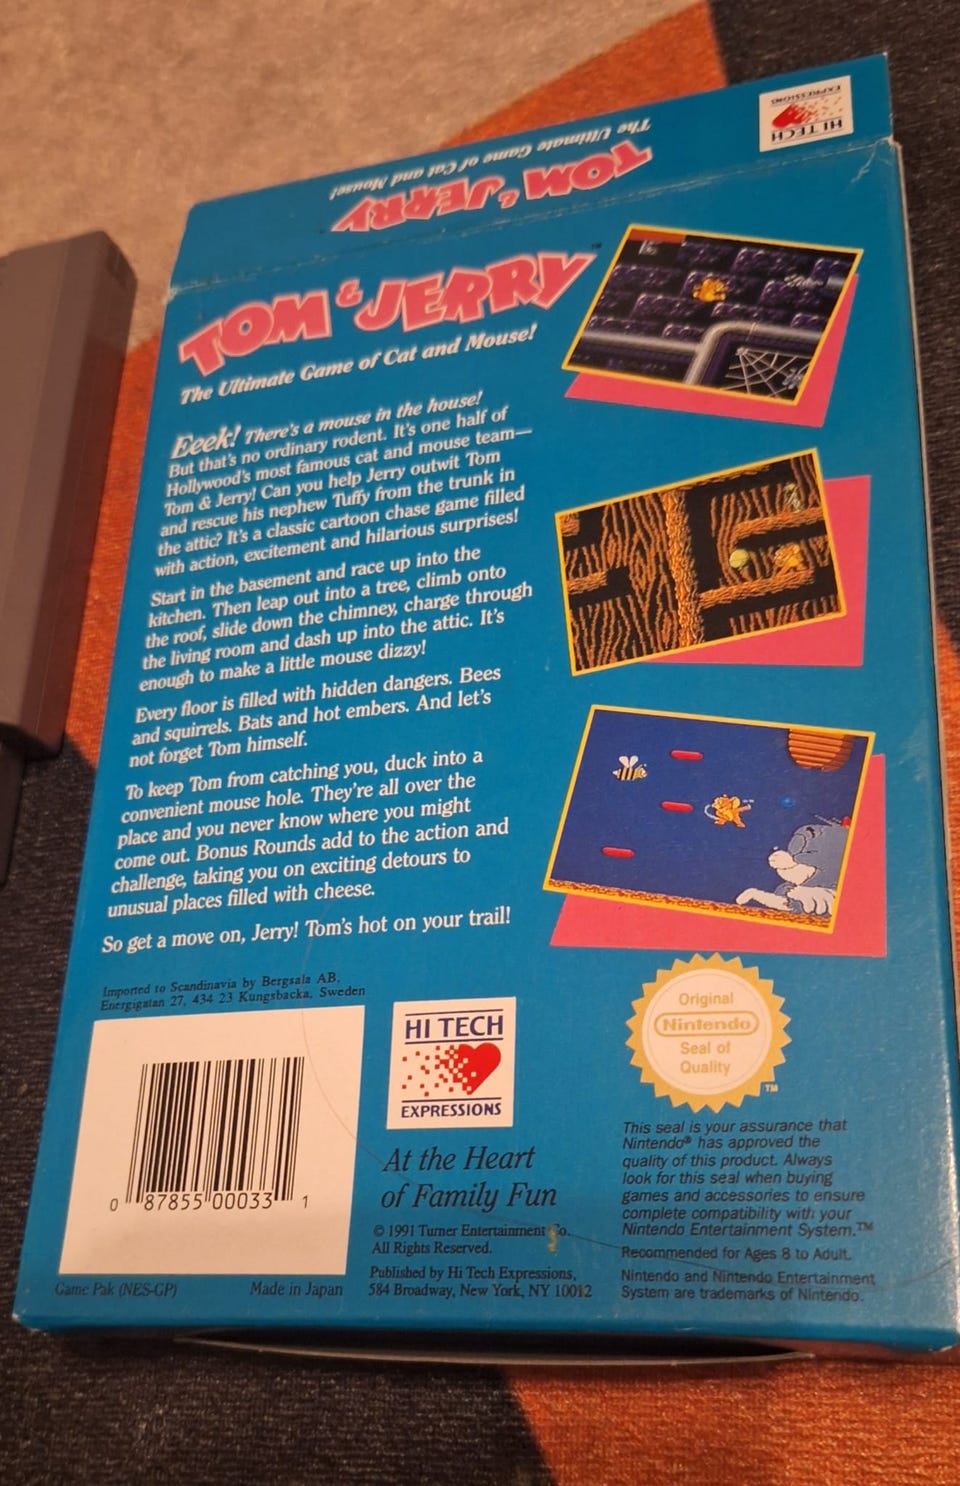 HI TECH
EXPRESSIONS
The Ultimate Game of Cat and Mouse!
TOM & JERRY
TOM & JERRY™
The Ultimate Game of Cat and Mouse!
Eeek! There's a mouse in the house!
But that's no ordinary rodent. It's one half of
Hollywood's most famous cat and mouse team—
Tom & Jerry! Can you help Jerry outwit Tom
and rescue his nephew Tuffy from the trunk in
the attic? It's a classic cartoon chase game filled
with action, excitement and hilarious surprises!
Start in the basement and race up into the
kitchen. Then leap out into a tree, climb onto
the roof, slide down the chimney, charge through
the living room and dash up into the attic. It's
enough to make a little mouse dizzy!
Every floor is filled with hidden dangers. Bees
and squirrels. Bats and hot embers. And let's
not forget Tom himself.
To keep Tom from catching you, duck into a
convenient mouse hole. They're all over the
place and you never know where you might
come out. Bonus Rounds add to the action and
challenge, taking you on exciting detours to
unusual places filled with cheese.
So get a move on, Jerry! Tom's hot on your trail!
Imported to Scandinavia by Bergsala AB,
Energigatan 27, 434 23 Kungsbacka, Sweden
0 87855 00033 1
Game Pak (NES-GP)
Made in Japan
HI TECH
EXPRESSIONS
At the Heart
of Family Fun
© 1991 Turner Entertainment Co.
All Rights Reserved.
Published by Hi Tech Expressions,
584 Broadway, New York, NY 10012
Original
Nintendo
Seal of
Quality
TM
This seal is your assurance that
Nintendo® has approved the
quality of this product. Always
look for this seal when buying
games and accessories to ensure
complete compatibility with your
Nintendo Entertainment System.™
Recommended for Ages 8 to Adult.
Nintendo and Nintendo Entertainment
System are trademarks of Nintendo.